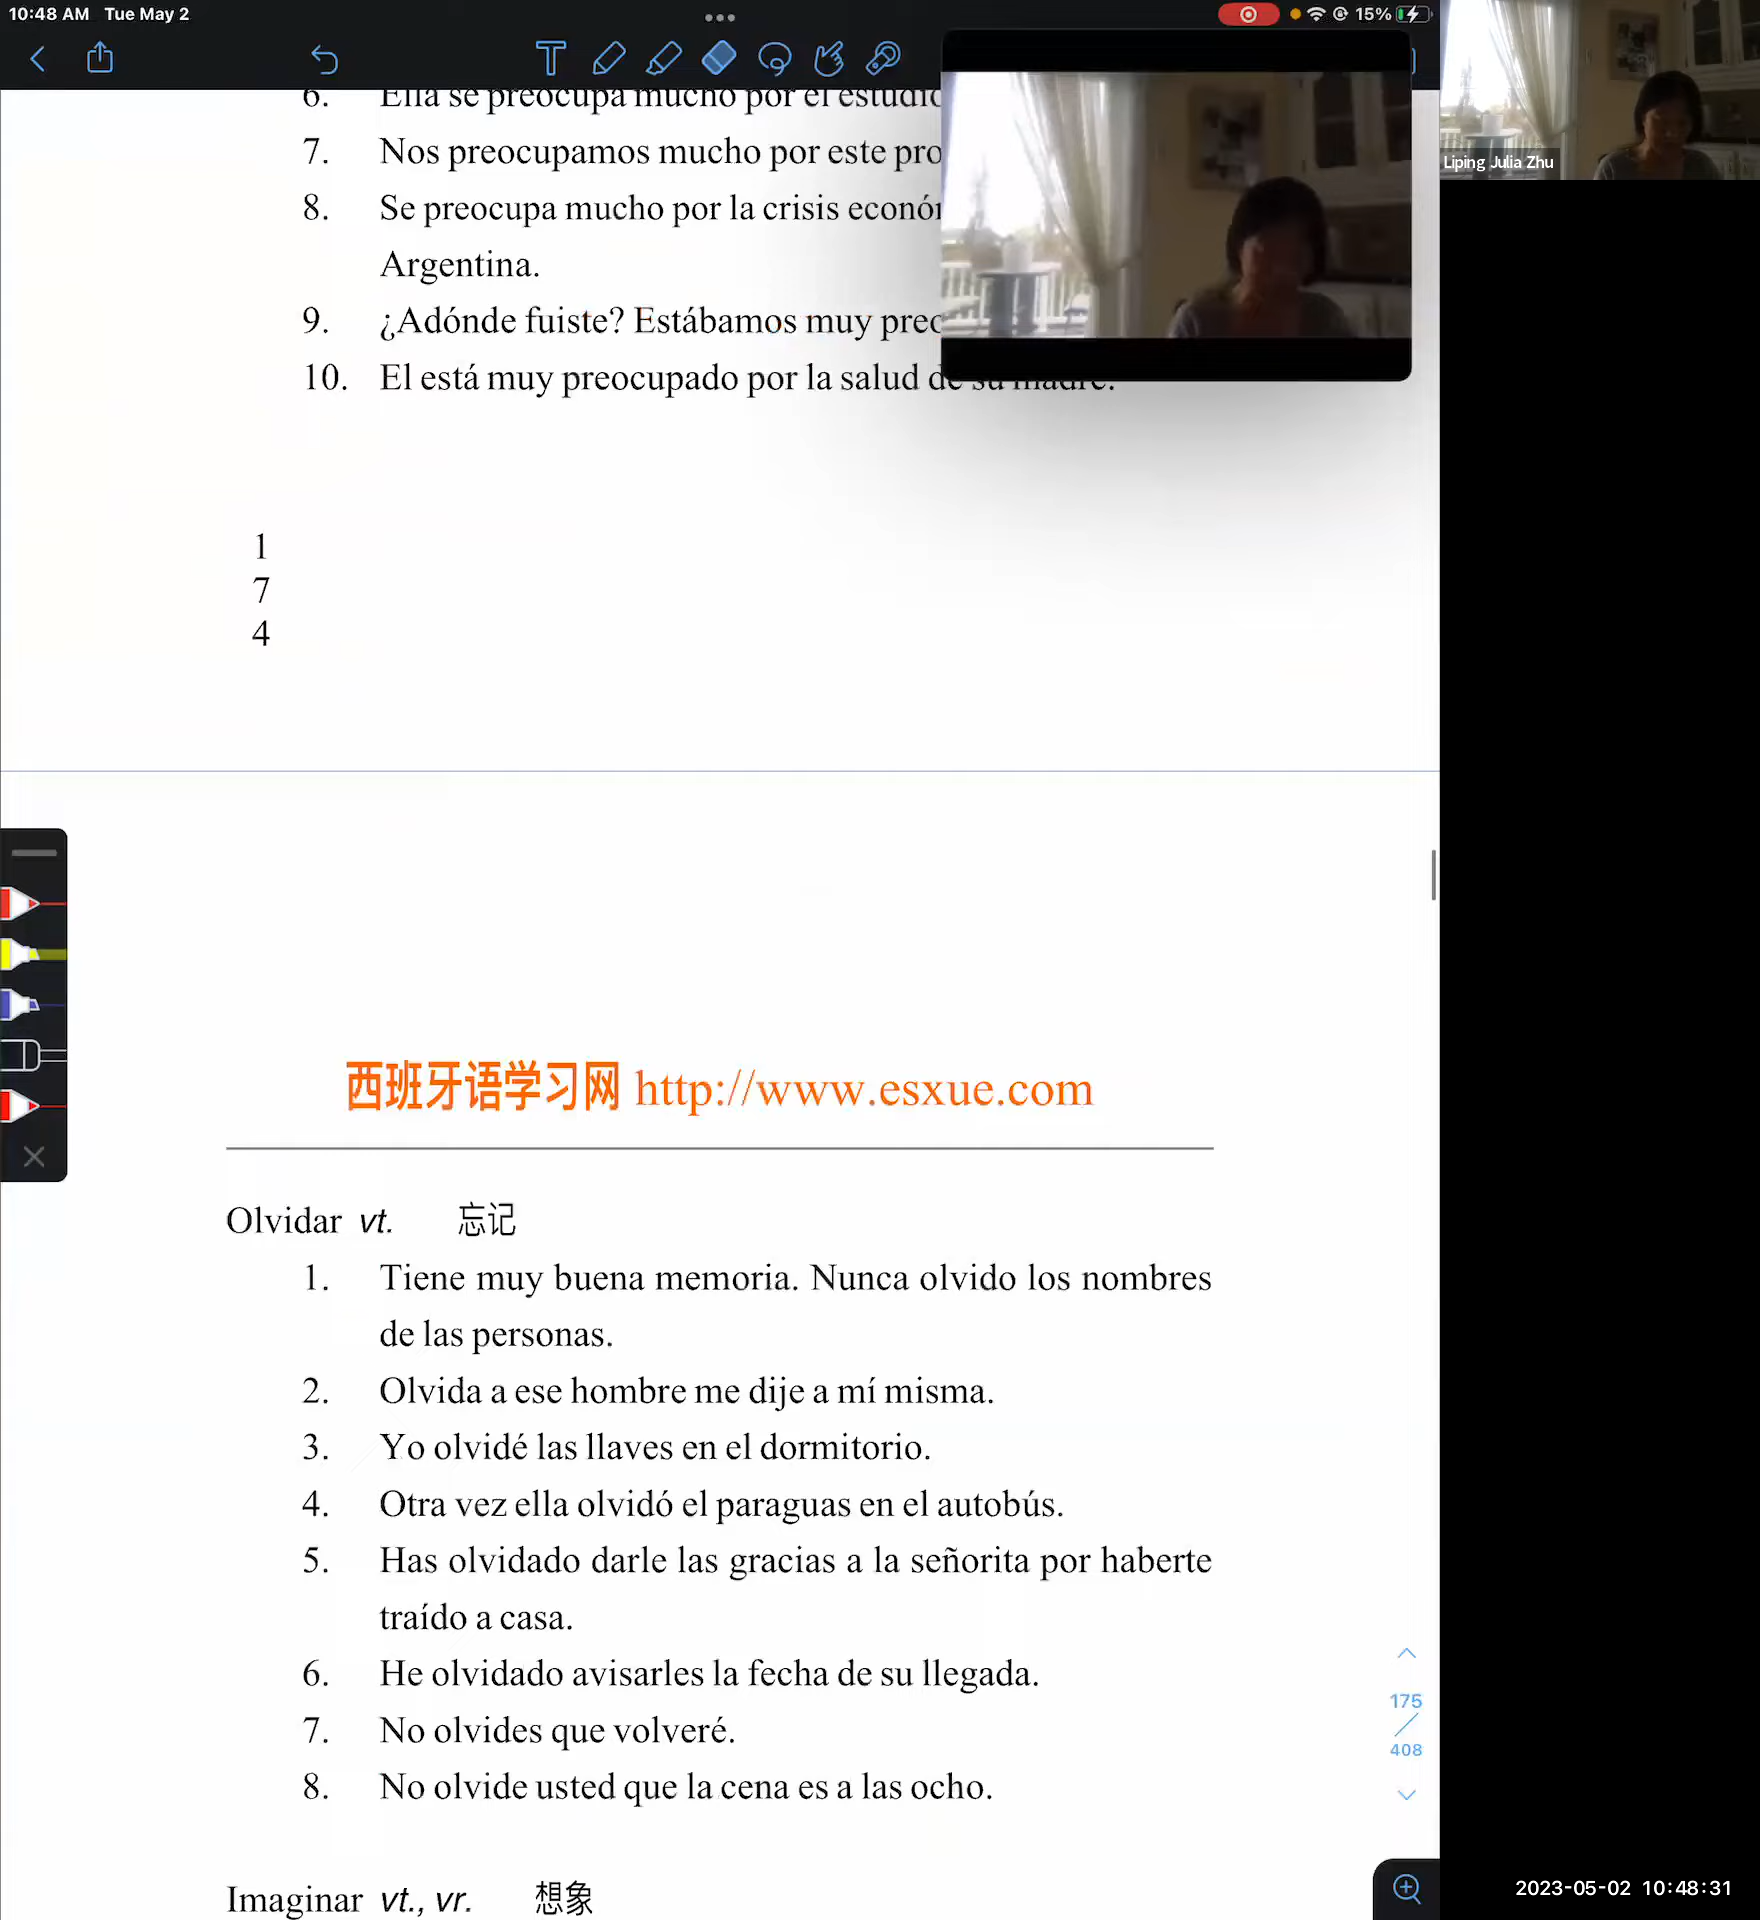 10:48 AM Tue May 2
15%
6. Ella se preocupa mucho por el estudio
7. Nos preocupamos mucho por este pro
8. Se preocupa mucho por la crisis económ
Argentina.
9. ¿Adónde fuiste? Estábamos muy preo
10. El está muy preocupado por la salud de su madre.
Liping Julia Zhu
1
7
4
西班牙语学习网 http://www.esxue.com
Olvidar vt. 忘记
1. Tiene muy buena memoria. Nunca olvido los nombres
de las personas.
2. Olvida a ese hombre me dije a mí misma.
3. Yo olvidé las llaves en el dormitorio.
4. Otra vez ella olvidó el paraguas en el autobús.
5. Has olvidado darle las gracias a la señorita por haberte
traído a casa.
6. He olvidado avisarles la fecha de su llegada.
7. No olvides que volveré.
8. No olvide usted que la cena es a las ocho.
175
408
Imaginar vt., vr. 想象
2023-05-02 10:48:31